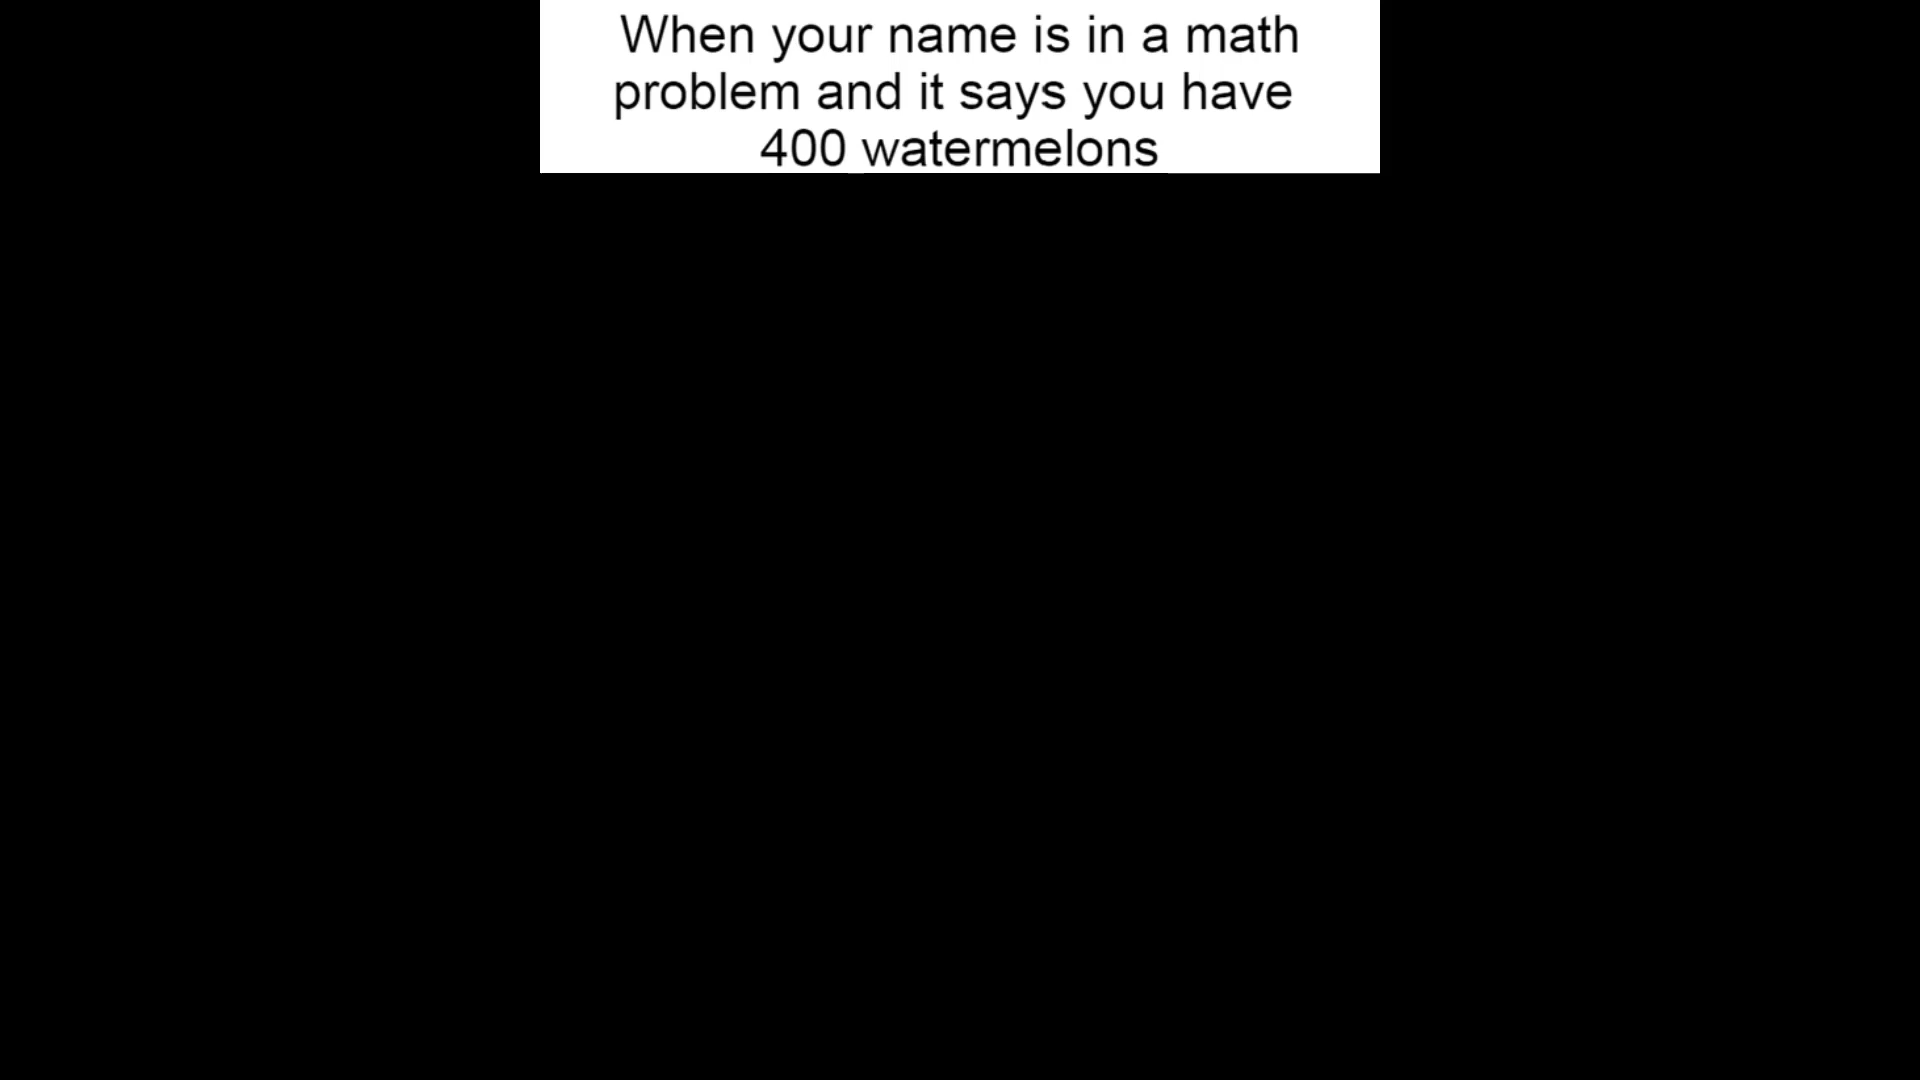 When your name is in a math
problem and it says you have
400 watermelons